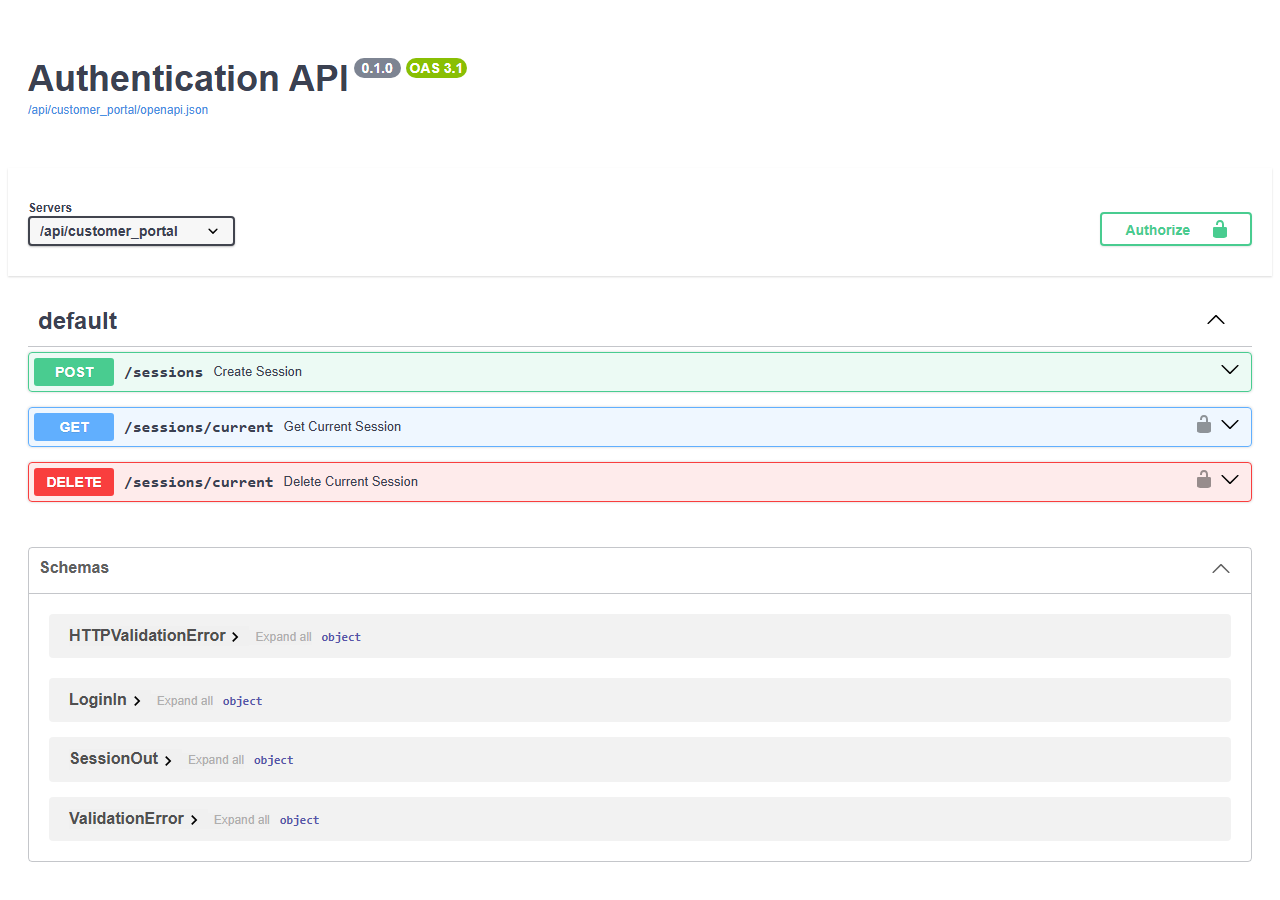 Authentication API 0.1.0 OAS 3.1
/api/customer_portal/openapi.json
Servers
/api/customer_portal
Authorize
default
POST /sessions Create Session
GET /sessions/current Get Current Session
DELETE /sessions/current Delete Current Session
Schemas
HTTPValidationError Expand all object
LoginIn Expand all object
SessionOut Expand all object
ValidationError Expand all object